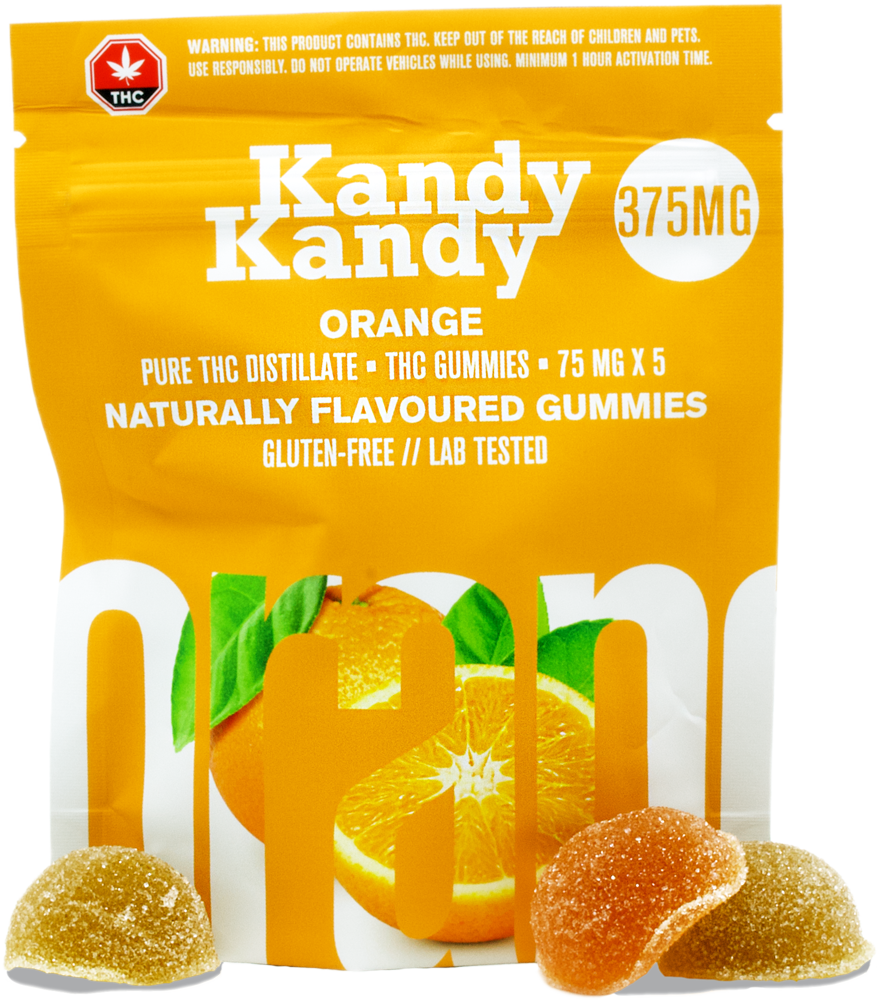 WARNING: THIS PRODUCT CONTAINS THC. KEEP OUT OF THE REACH OF CHILDREN AND PETS.
USE RESPONSIBLY. DO NOT OPERATE VEHICLES WHILE USING. MINIMUM 1 HOUR ACTIVATION TIME.
THC
Kandy
Kandy
375MG
ORANGE
PURE THC DISTILLATE ▪ THC GUMMIES ▪ 75 MG X 5
NATURALLY FLAVOURED GUMMIES
GLUTEN-FREE // LAB TESTED
oran